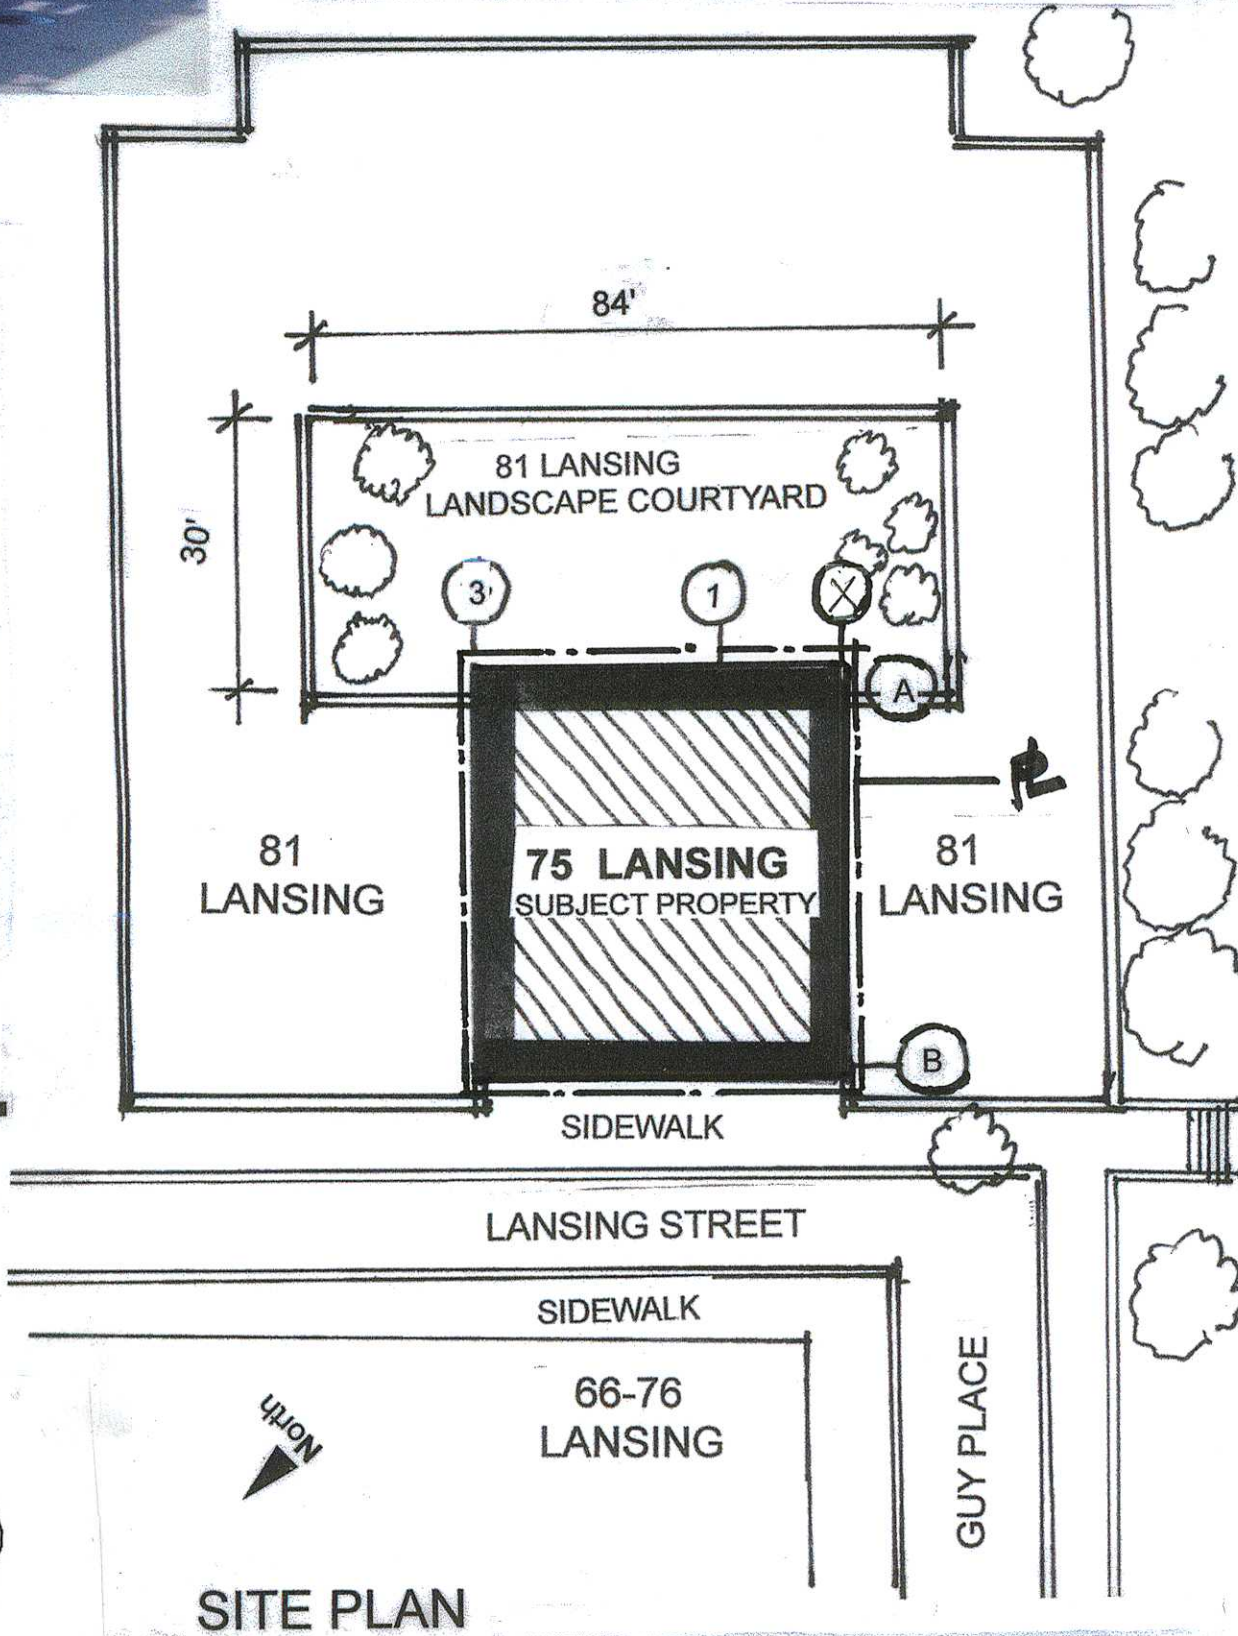 84'
81 LANSING
LANDSCAPE COURTYARD
30'
3'
1
X
A
PL
81
LANSING
75 LANSING
SUBJECT PROPERTY
81
LANSING
B
SIDEWALK
LANSING STREET
SIDEWALK
66-76
LANSING
GUY PLACE
North
SITE PLAN